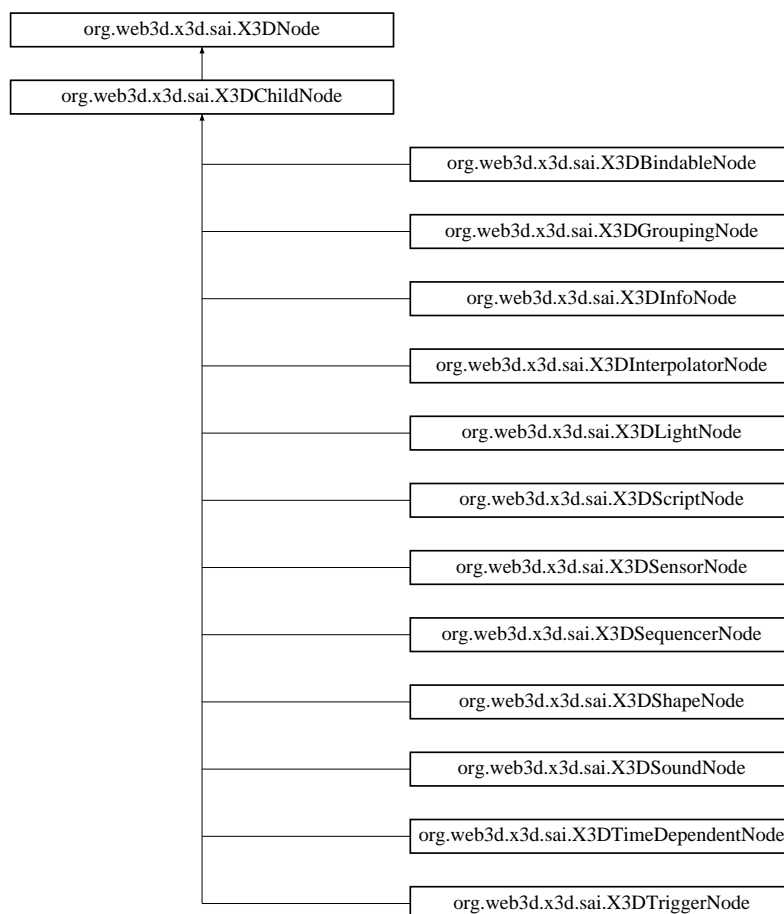 org.web3d.x3d.sai.X3DNode
org.web3d.x3d.sai.X3DChildNode
org.web3d.x3d.sai.X3DBindableNode
org.web3d.x3d.sai.X3DGroupingNode
org.web3d.x3d.sai.X3DInfoNode
org.web3d.x3d.sai.X3DInterpolatorNode
org.web3d.x3d.sai.X3DLightNode
org.web3d.x3d.sai.X3DScriptNode
org.web3d.x3d.sai.X3DSensorNode
org.web3d.x3d.sai.X3DSequencerNode
org.web3d.x3d.sai.X3DShapeNode
org.web3d.x3d.sai.X3DSoundNode
org.web3d.x3d.sai.X3DTimeDependentNode
org.web3d.x3d.sai.X3DTriggerNode